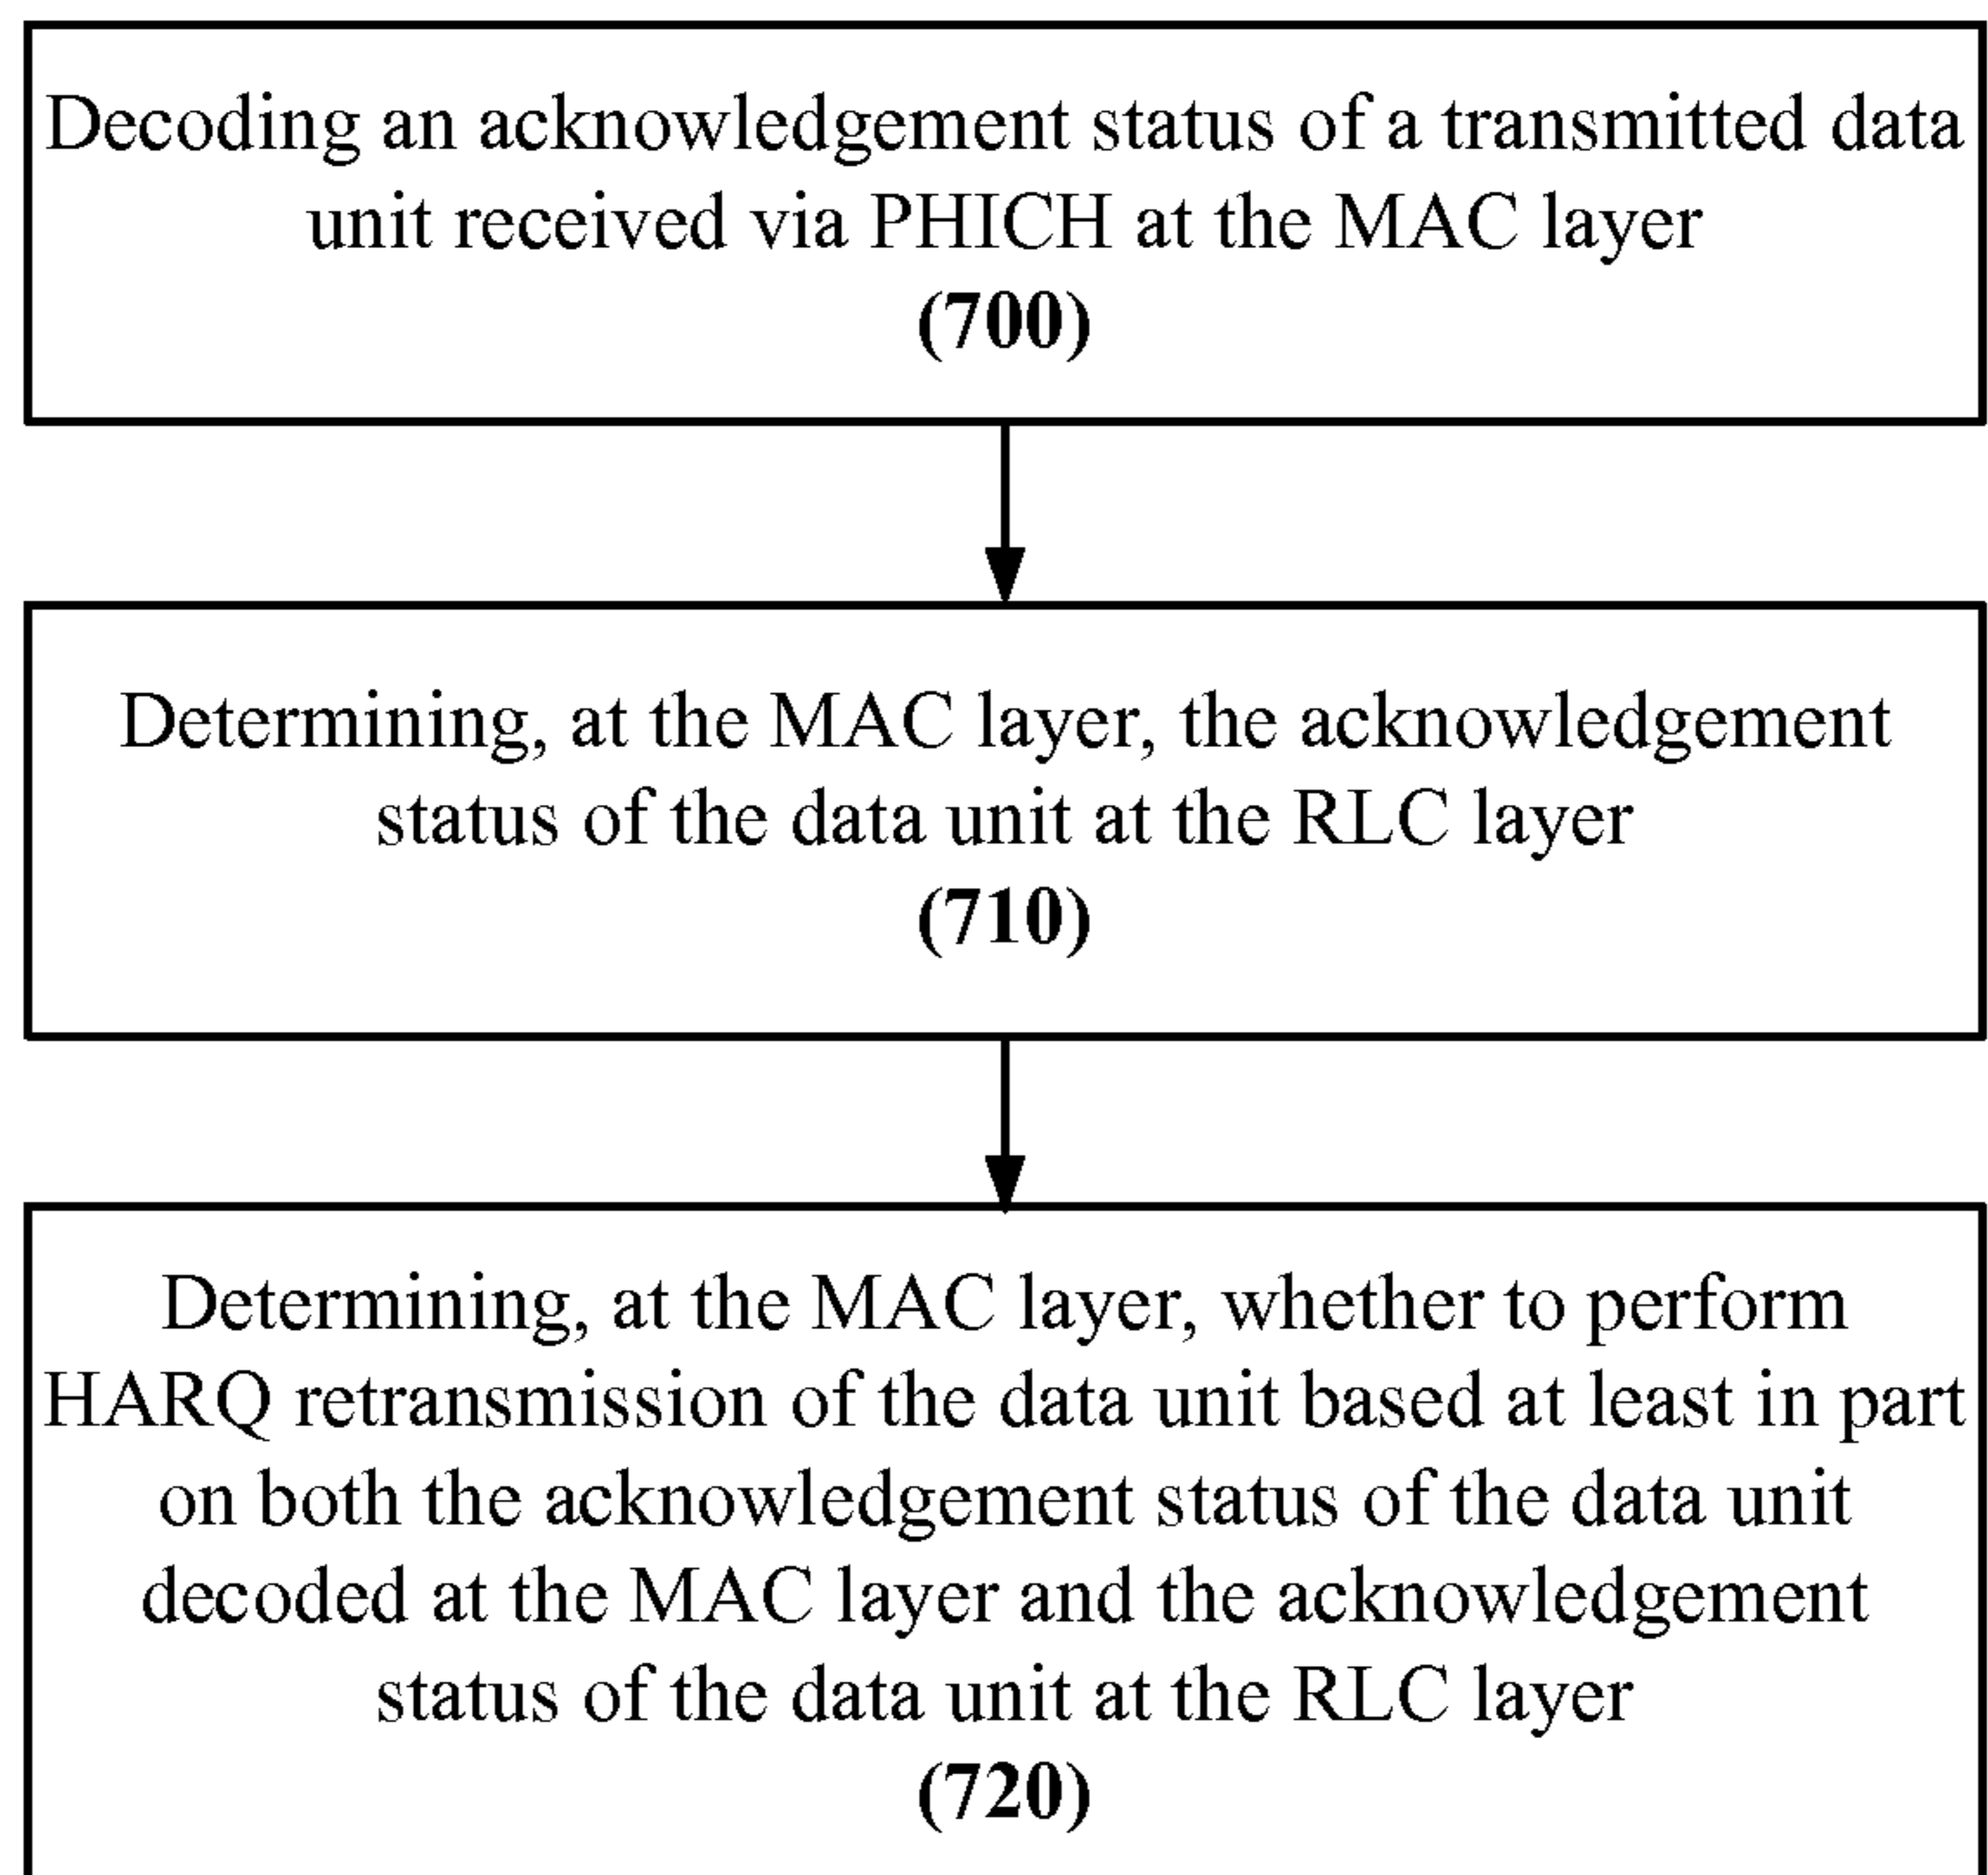 Decoding an acknowledgement status of a transmitted data
unit received via PHICH at the MAC layer
(700)
Determining, at the MAC layer, the acknowledgement
status of the data unit at the RLC layer
(710)
Determining, at the MAC layer, whether to perform
HARQ retransmission of the data unit based at least in part
on both the acknowledgement status of the data unit
decoded at the MAC layer and the acknowledgement
status of the data unit at the RLC layer
(720)